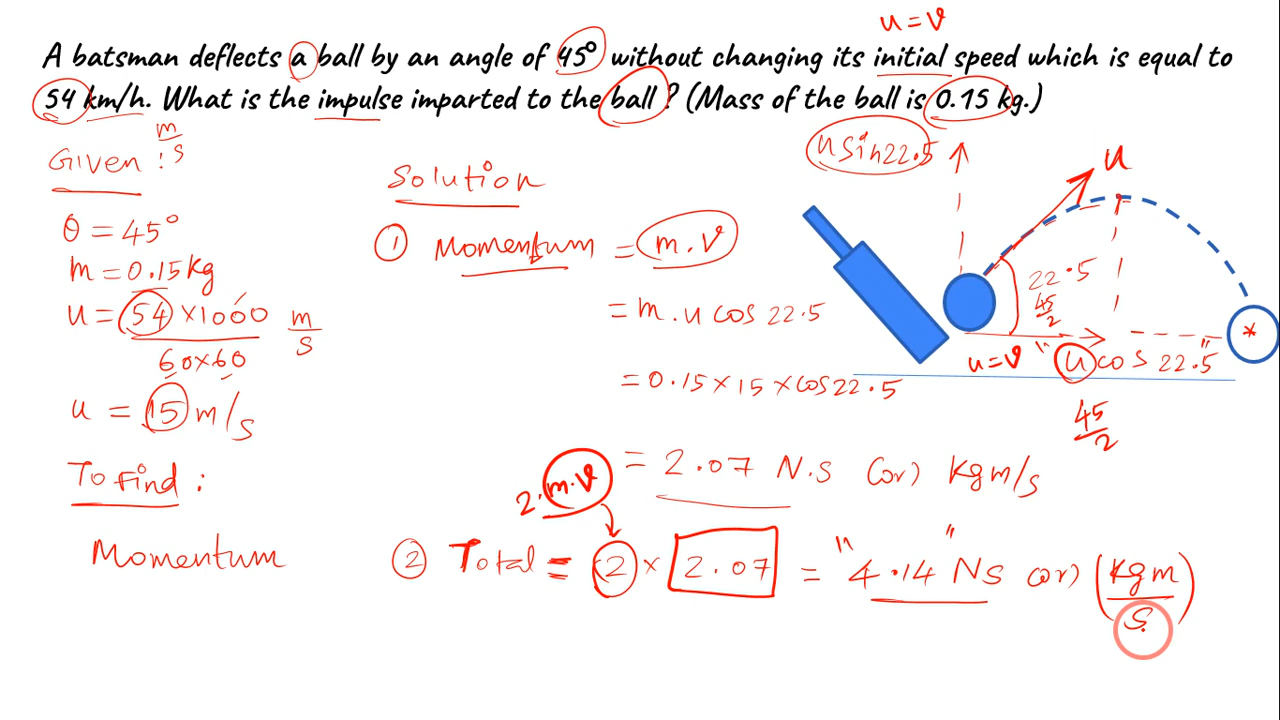 u = v
A batsman deflects a ball by an angle of 45° without changing its initial speed which is equal to
54 km/h. What is the impulse imparted to the ball? (Mass of the ball is 0.15 kg.)
m/s
Given :
θ = 45°
m = 0.15 kg
u = 54 × 1000 / 60 × 60 m/s
u = 15 m/s
To find :
Momentum
Solution
① Momentum = m.v
= m.u cos 22.5
= 0.15 × 15 × cos 22.5
= 2.07 N.s (or) kgm/s
2. m.v
② Total = 2 × 2.07 = "4.14" Ns (or) (kgm/s)
u sin 22.5
u
22.5
45/2
*
u = v
" u cos 22.5 "
45/2